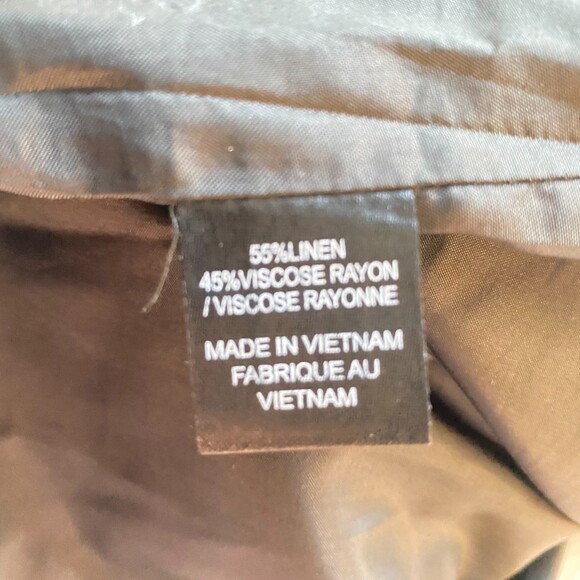 55%LINEN
45%VISCOSE RAYON
/VISCOSE RAYONNE
MADE IN VIETNAM
FABRIQUE AU
VIETNAM